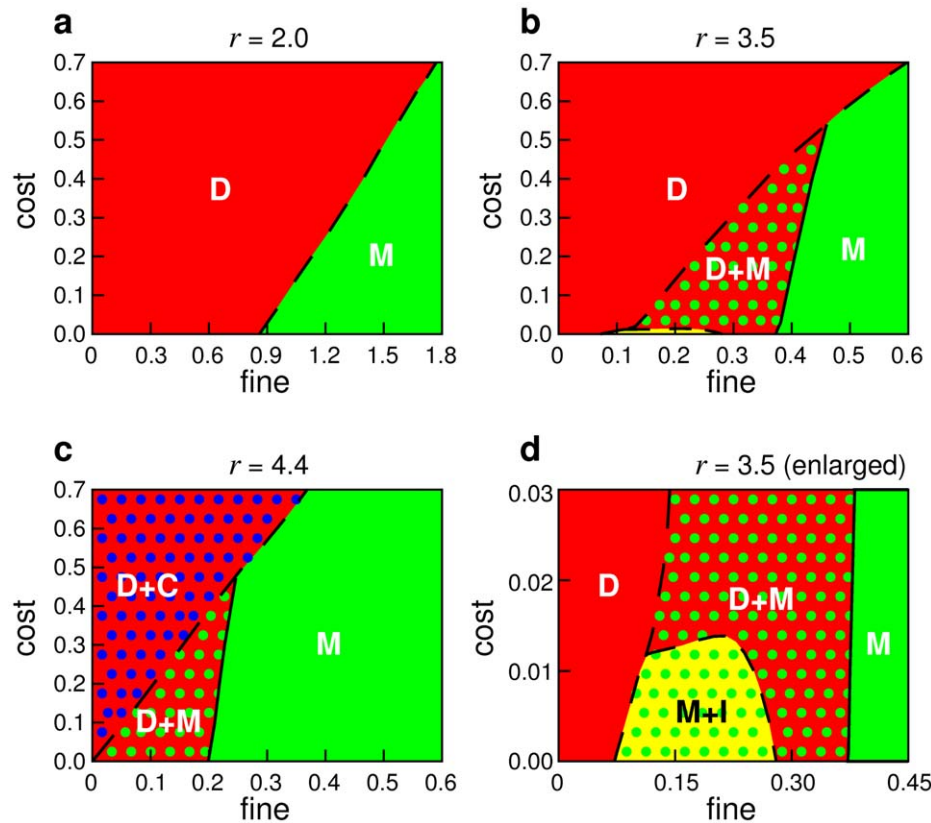 a
r = 2.0
0.7
0.6
0.5
0.4
0.3
0.2
0.1
0.0
cost
D
M
0 0.3 0.6 0.9 1.2 1.5 1.8
fine
b
r = 3.5
0.7
0.6
0.5
0.4
0.3
0.2
0.1
0.0
cost
D
D+M
M
0 0.1 0.2 0.3 0.4 0.5 0.6
fine
c
r = 4.4
0.7
0.6
0.5
0.4
0.3
0.2
0.1
0.0
cost
D+C
D+M
M
0 0.1 0.2 0.3 0.4 0.5 0.6
fine
d
r = 3.5 (enlarged)
0.03
0.02
0.01
0.00
cost
D
D+M
M
M+I
0 0.15 0.30 0.45
fine